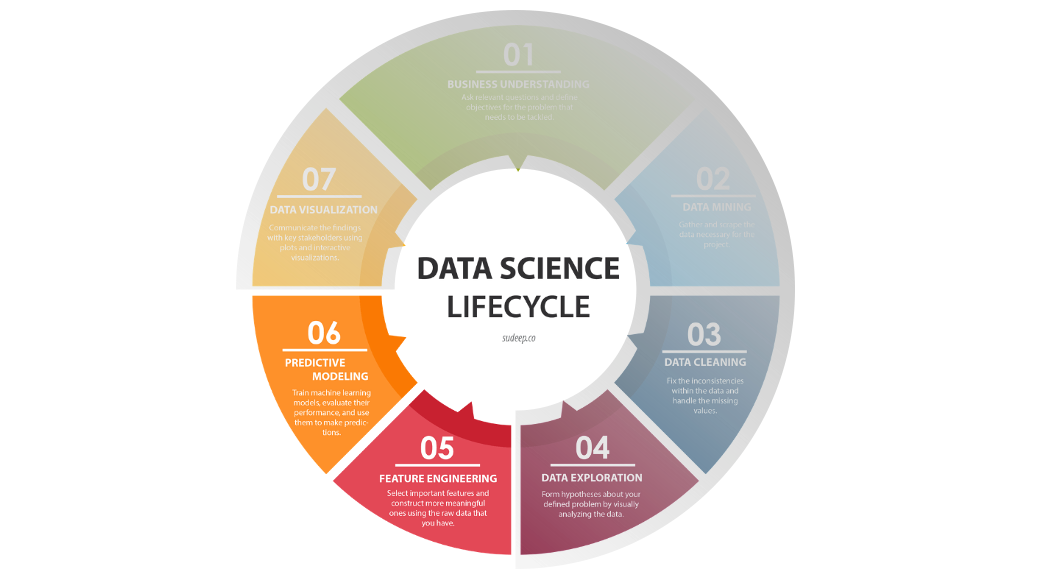 01
BUSINESS UNDERSTANDING
Ask relevant questions and define
objectives for the problem that
needs to be tackled.
02
DATA MINING
Gather and scrape the
data necessary for the
project.
03
DATA CLEANING
Fix the inconsistencies
within the data and
handle the missing
values.
04
DATA EXPLORATION
Form hypotheses about your
defined problem by visually
analyzing the data.
05
FEATURE ENGINEERING
Select important features and
construct more meaningful
ones using the raw data that
you have.
06
PREDICTIVE
MODELING
Train machine learning
models, evaluate their
performance, and use
them to make predic-
tions.
07
DATA VISUALIZATION
Communicate the findings
with key stakeholders using
plots and interactive
visualizations.
DATA SCIENCE
LIFECYCLE
sudeep.co